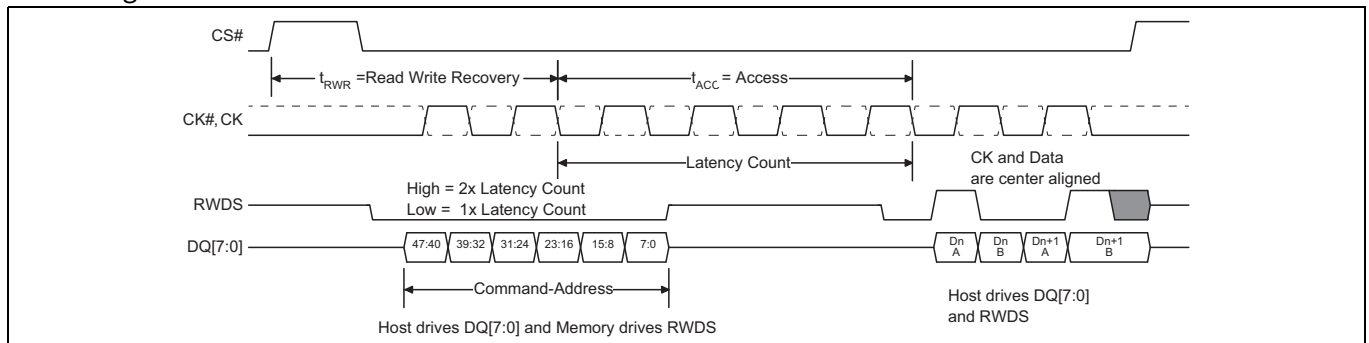 CS#
t_RWR =Read Write Recovery
t_ACC = Access
CK#, CK
Latency Count
CK and Data
are center aligned
High = 2x Latency Count
Low = 1x Latency Count
RWDS
DQ[7:0]
47:40 39:32 31:24 23:16 15:8 7:0
Dn Dn Dn+1 Dn+1
A B A B
Command-Address
Host drives DQ[7:0]
and RWDS
Host drives DQ[7:0] and Memory drives RWDS